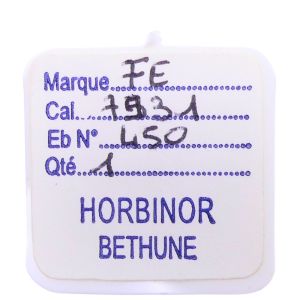 Marque FE
Cal. 7931
Eb N° 450
Qté 1
HORBINOR
BETHUNE